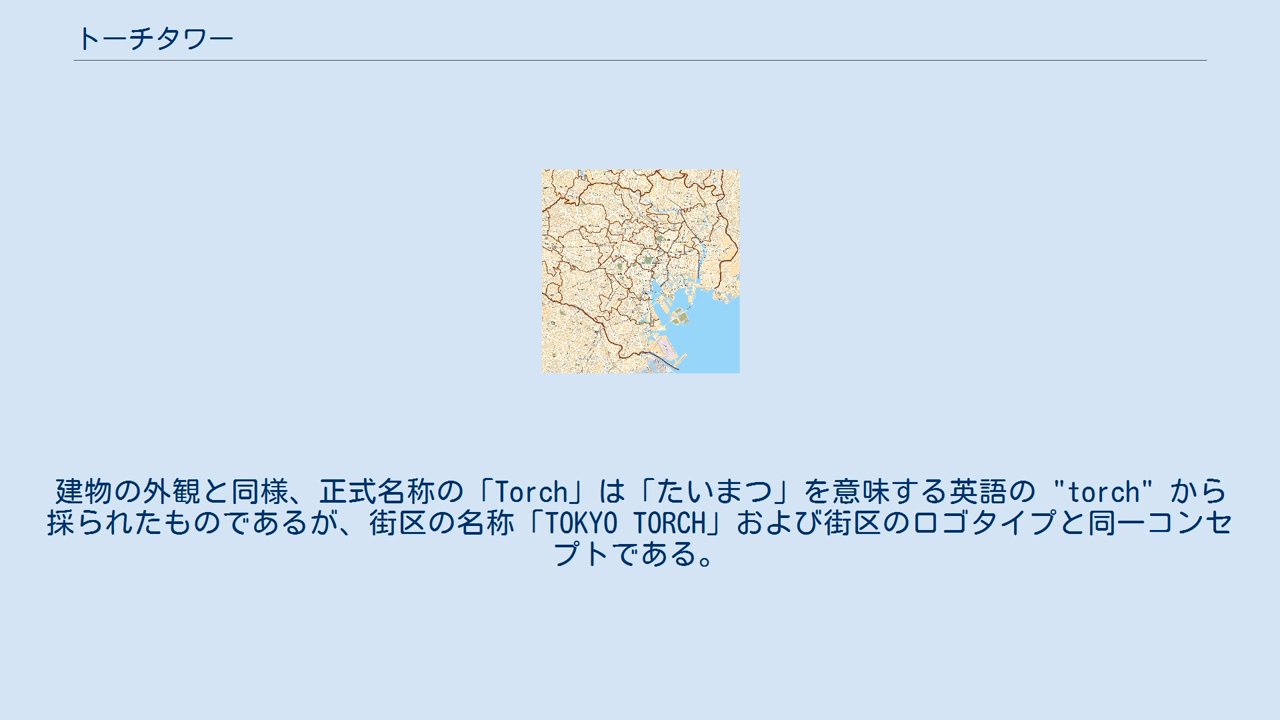 トーチタワー
建物の外観と同様、正式名称の「Torch」は「たいまつ」を意味する英語の "torch" から
採られたものであるが、街区の名称「TOKYO TORCH」および街区のロゴタイプと同一コンセ
プトである。